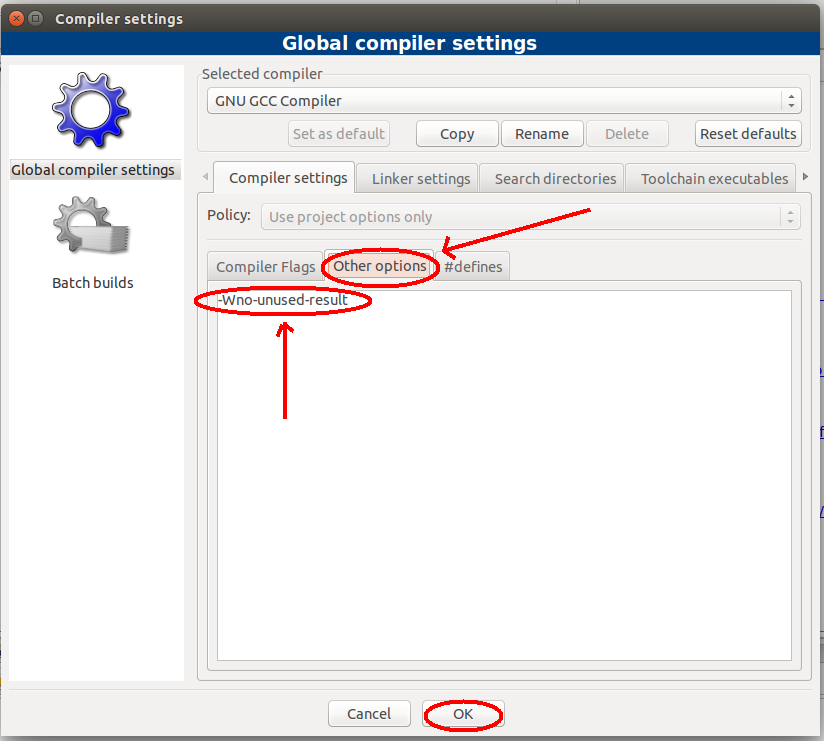 Compiler settings
Global compiler settings
Selected compiler
GNU GCC Compiler
Set as default Copy Rename Delete Reset defaults
Global compiler settings
Batch builds
Compiler settings Linker settings Search directories Toolchain executables
Policy: Use project options only
Compiler Flags Other options #defines
-Wno-unused-result
Cancel OK